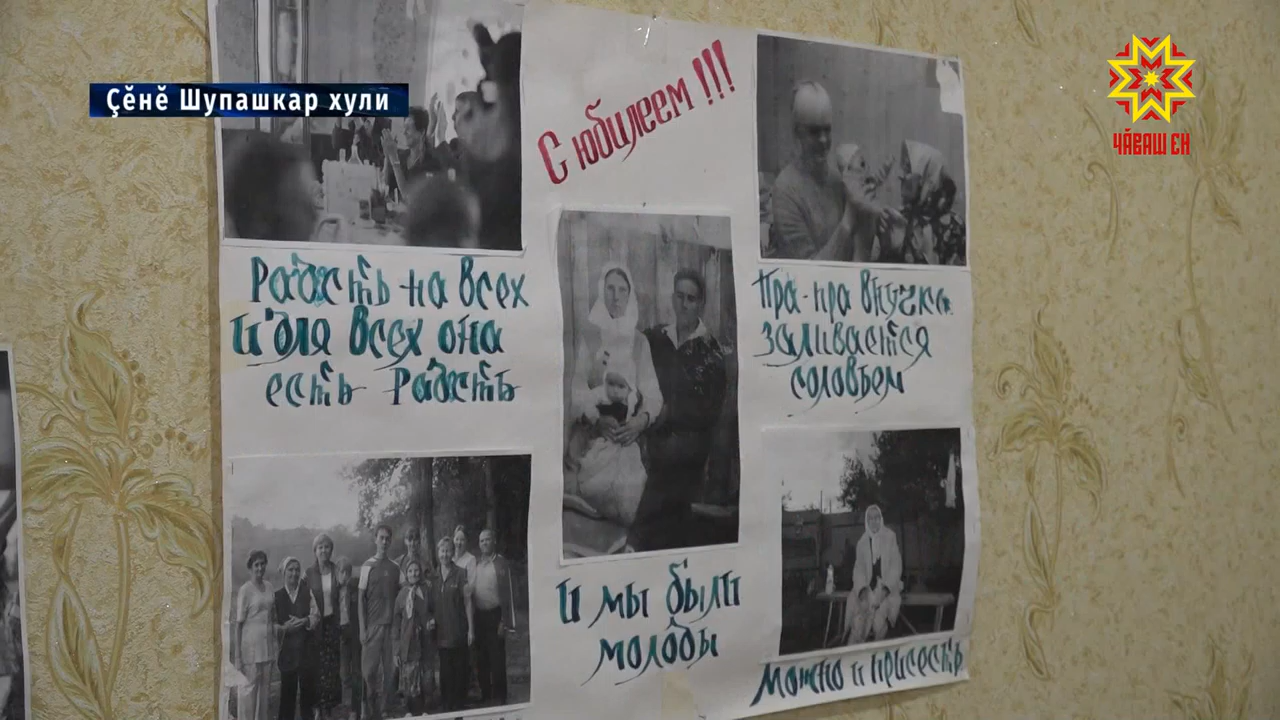 Ҫӗнӗ Шупашкар хули
ЧӐВАШ ЕН
С юбилеем !!!
Радость на всех
и для всех она
есть радость
Пра-пра внучка
заливается
соловьем
и мы были
молоды
можно и присесть